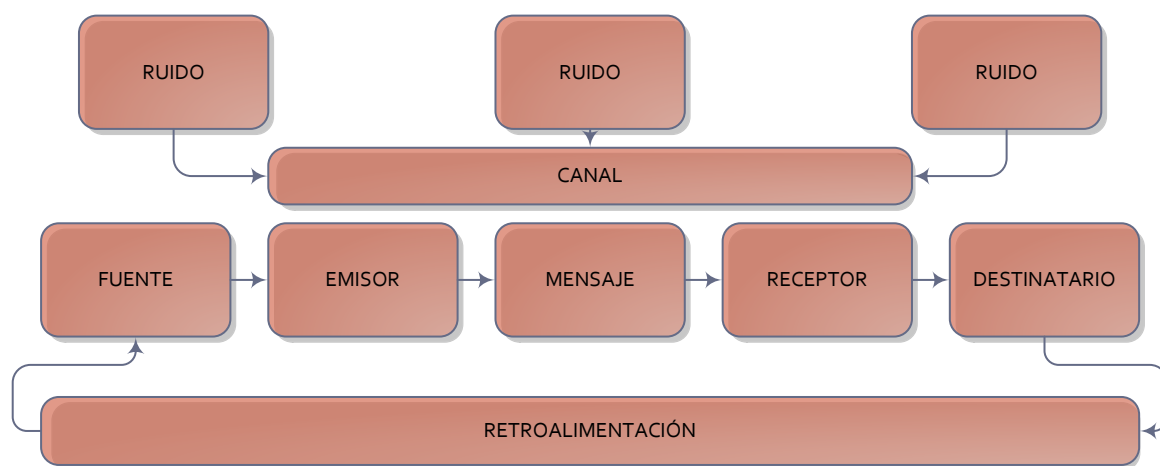 RUIDO
RUIDO
RUIDO
CANAL
FUENTE
EMISOR
MENSAJE
RECEPTOR
DESTINATARIO
RETROALIMENTACIÓN